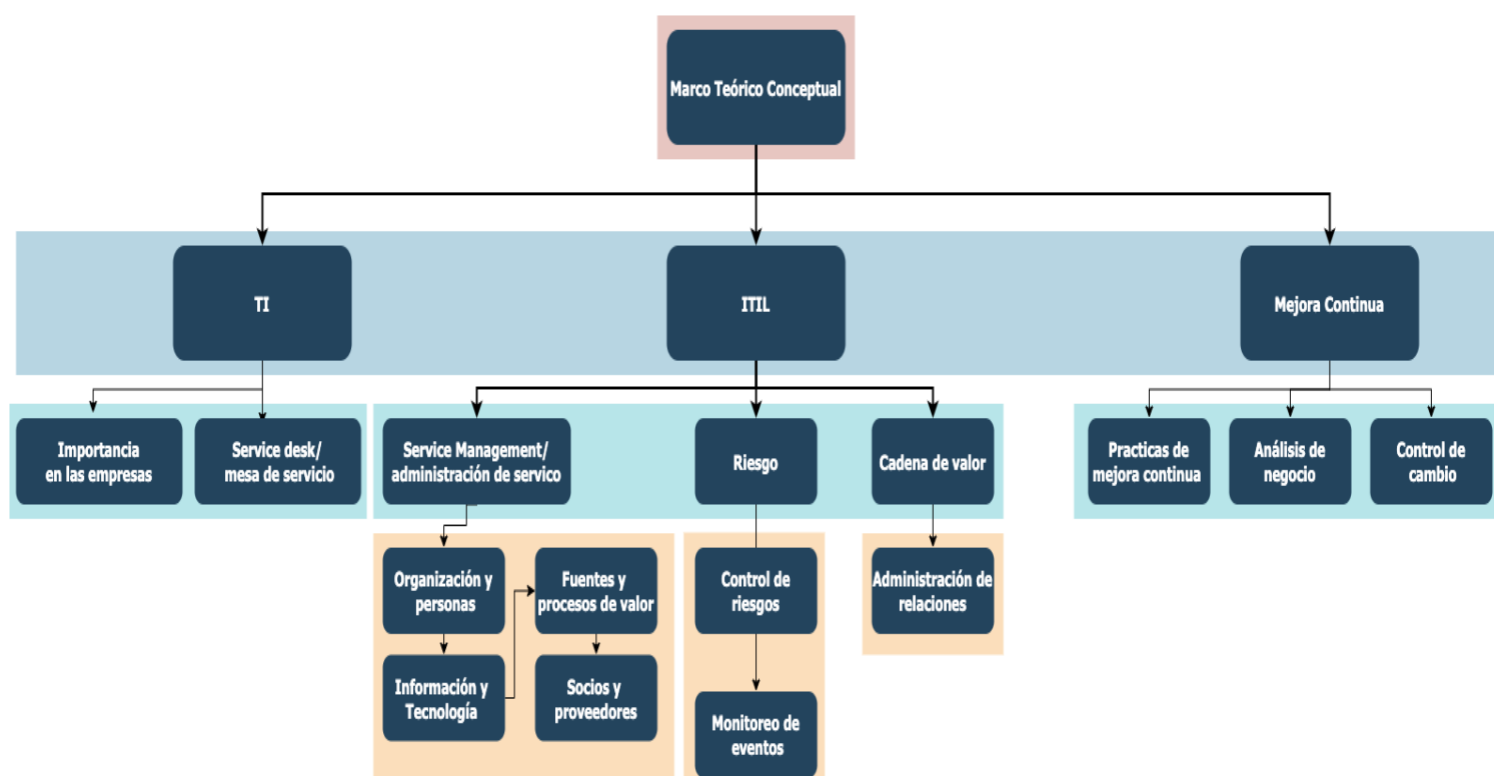 Marco Teórico Conceptual
TI
ITIL
Mejora Continua
Importancia
en las empresas
Service desk/
mesa de servicio
Service Management/
administración de servico
Riesgo
Cadena de valor
Practicas de
mejora continua
Análisis de
negocio
Control de
cambio
Organización y
personas
Fuentes y
procesos de valor
Control de
riesgos
Administración de
relaciones
Información y
Tecnología
Socios y
proveedores
Monitoreo de
eventos